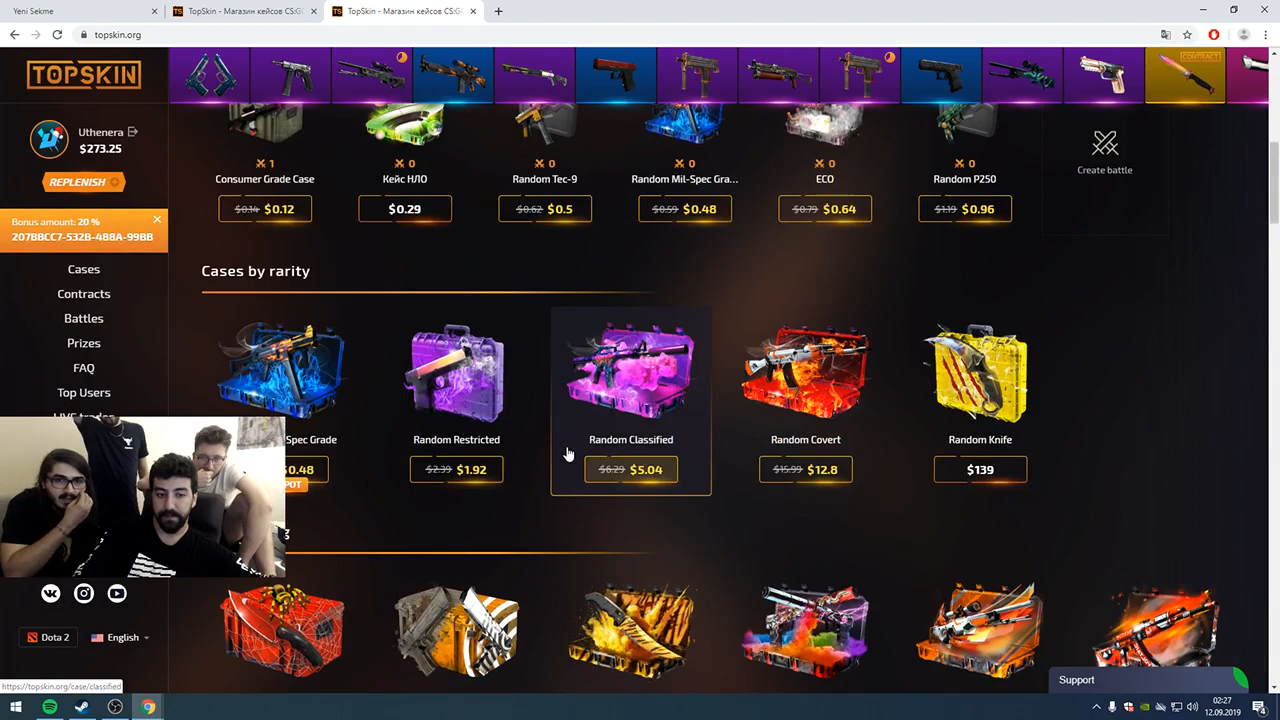 Yeni Sekme
TopSkin - Магазин кейсов CS:GO
TopSkin - Магазин кейсов CS:GO
topskin.org
TOPSKIN
CONTRACT
Uthenera
$273.25
REPLENISH
Bonus amount: 20 %
207BBCC7-532B-488A-99BB
Cases
Contracts
Battles
Prizes
FAQ
Top Users
1
Consumer Grade Case
$0.14 $0.12
0
Кейс НЛО
$0.29
0
Random Tec-9
$0.62 $0.5
0
Random Mil-Spec Gra...
$0.59 $0.48
0
ECO
$0.79 $0.64
0
Random P250
$1.19 $0.96
Create battle
Cases by rarity
Spec Grade
$0.48
Random Restricted
$2.39 $1.92
Random Classified
$6.29 $5.04
Random Covert
$15.99 $12.8
Random Knife
$139
Dota 2
English
Support
https://topskin.org/case/classified
02:27
12.09.2019
4